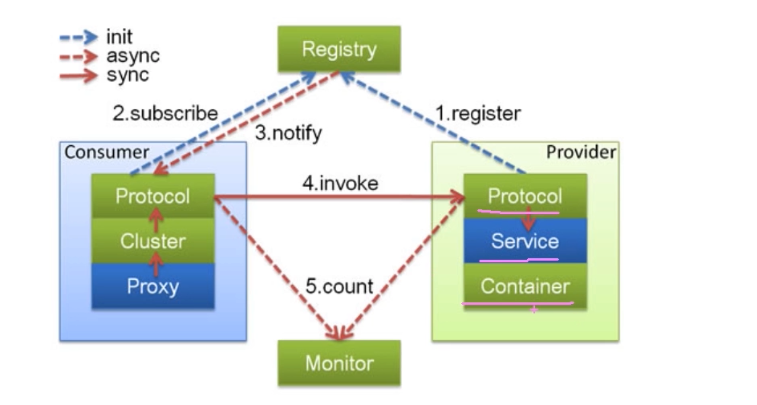 init
async
sync
Registry
2.subscribe
3.notify
1.register
Consumer
Provider
Protocol
4.invoke
Protocol
Cluster
Service
Proxy
5.count
Container
Monitor